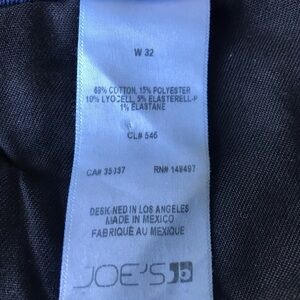 W 32
69% COTTON, 15% POLYESTER
10% LYOCELL, 5% ELASTERELL-P
1% ELASTANE
CL# 546
CA# 35037 RN# 148497
DESIGNED IN LOS ANGELES
MADE IN MEXICO
FABRIQUÉ AU MEXIQUE
JOE'S